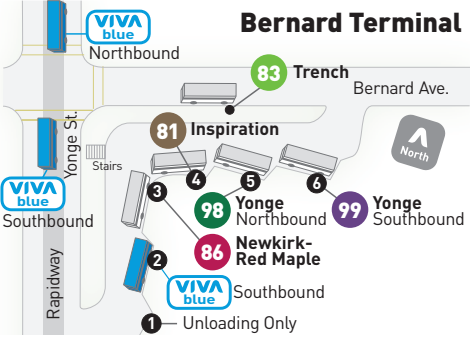 Bernard Terminal
VIVA
blue
Northbound
83 Trench
Bernard Ave.
Yonge St.
81 Inspiration
North
Stairs
VIVA
blue
Southbound
3
4
5
6
98 Yonge
Northbound
99 Yonge
Southbound
86 Newkirk-
Red Maple
2
VIVA
blue
Southbound
Rapidway
1 Unloading Only